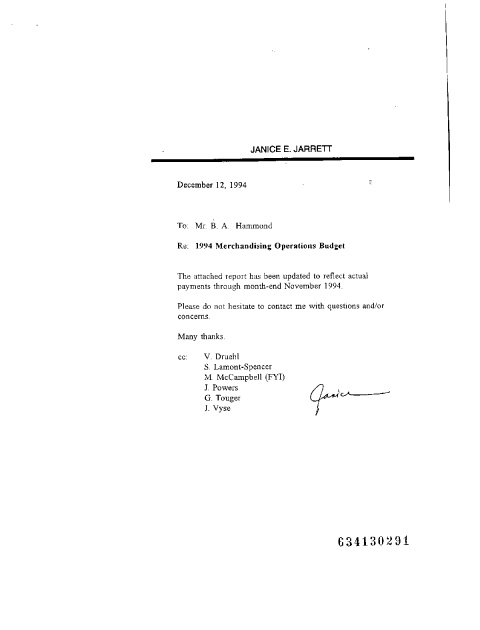 JANICE E. JARRETT
December 12, 1994
To: Mr. B. A. Hammond
Re: 1994 Merchandising Operations Budget
The attached report has been updated to reflect actual
payments through month-end November 1994.
Please do not hesitate to contact me with questions and/or
concerns.
Many thanks.
cc: V. Druehl
S. Lamont-Spencer
M. McCampbell (FYI)
J. Powers
G. Touger
J. Vyse
Janice
634130291